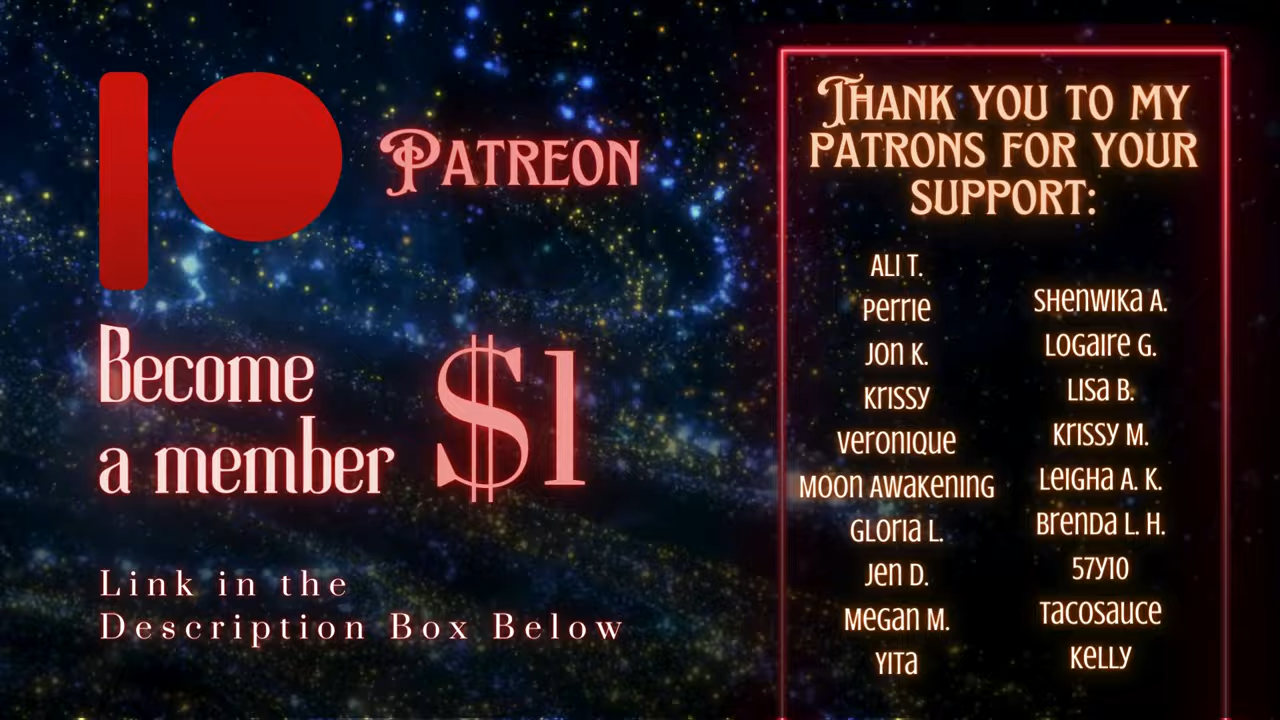 Patreon
Become
a member
$1
Link in the
Description Box Below
Thank you to my
patrons for your
support:
Ali T.
Perrie
Jon K.
Krissy
Veronique
Moon Awakening
Gloria L.
Jen D.
Megan M.
Yita
Shenwika A.
Logaire G.
Lisa B.
Krissy M.
Leigha A. K.
Brenda L. H.
57y10
Tacosauce
Kelly